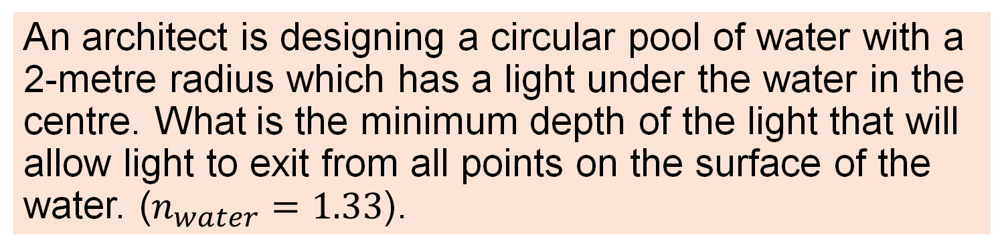 An architect is designing a circular pool of water with a
2-metre radius which has a light under the water in the
centre. What is the minimum depth of the light that will
allow light to exit from all points on the surface of the
water. (n_water = 1.33).